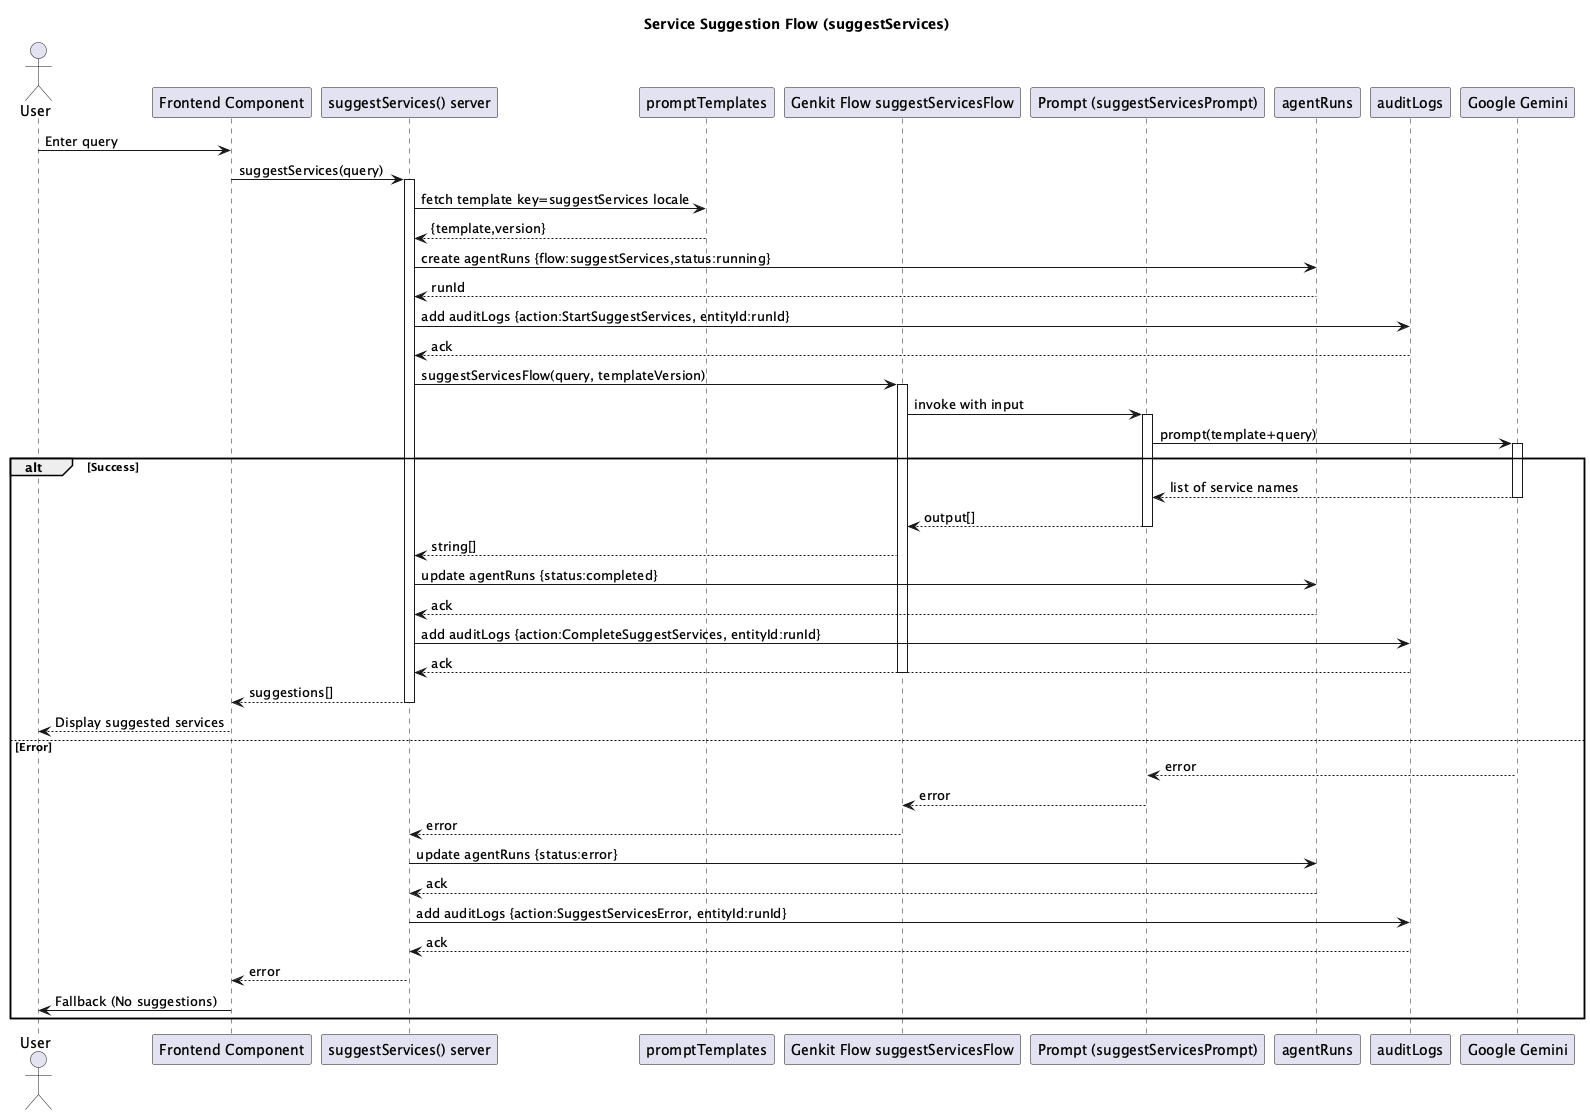 Service Suggestion Flow (suggestServices)
User
Frontend Component
suggestServices() server
promptTemplates
Genkit Flow suggestServicesFlow
Prompt (suggestServicesPrompt)
agentRuns
auditLogs
Google Gemini
Enter query
suggestServices(query)
fetch template key=suggestServices locale
{template,version}
create agentRuns {flow:suggestServices,status:running}
runId
add auditLogs {action:StartSuggestServices, entityId:runId}
ack
suggestServicesFlow(query, templateVersion)
invoke with input
prompt(template+query)
alt
[Success]
list of service names
output[]
string[]
update agentRuns {status:completed}
ack
add auditLogs {action:CompleteSuggestServices, entityId:runId}
ack
suggestions[]
Display suggested services
[Error]
error
error
error
update agentRuns {status:error}
ack
add auditLogs {action:SuggestServicesError, entityId:runId}
ack
error
Fallback (No suggestions)
User
Frontend Component
suggestServices() server
promptTemplates
Genkit Flow suggestServicesFlow
Prompt (suggestServicesPrompt)
agentRuns
auditLogs
Google Gemini